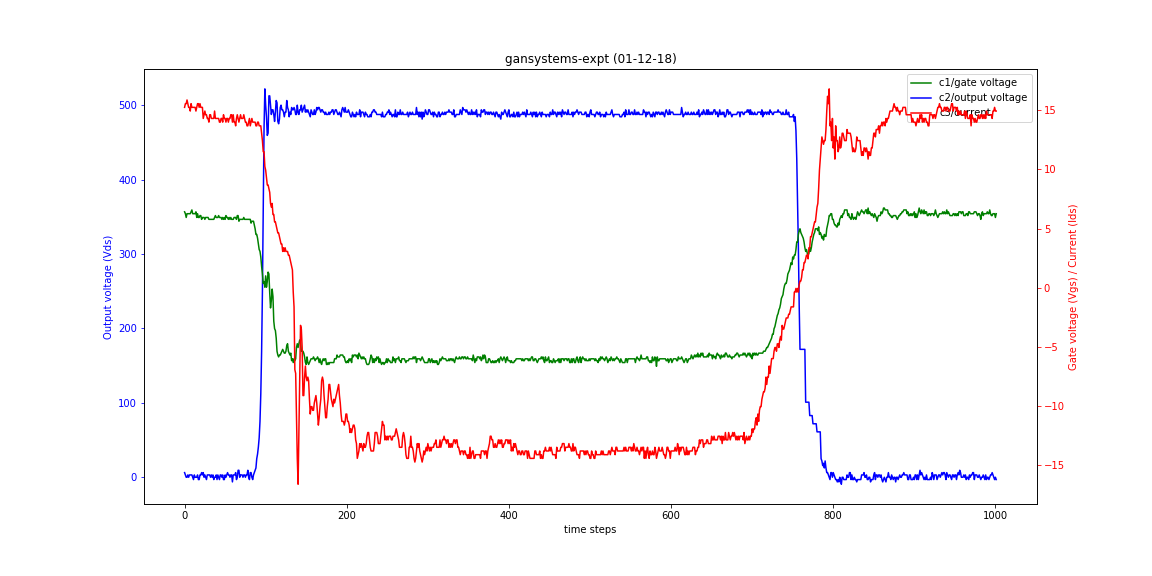 gansystems-expt (01-12-18)
c1/gate voltage
c2/output voltage
c3/current
500
400
300
200
100
0
Output voltage (Vds)
15
10
5
0
−5
−10
−15
Gate voltage (Vgs) / Current (Ids)
0
200
400
600
800
1000
time steps